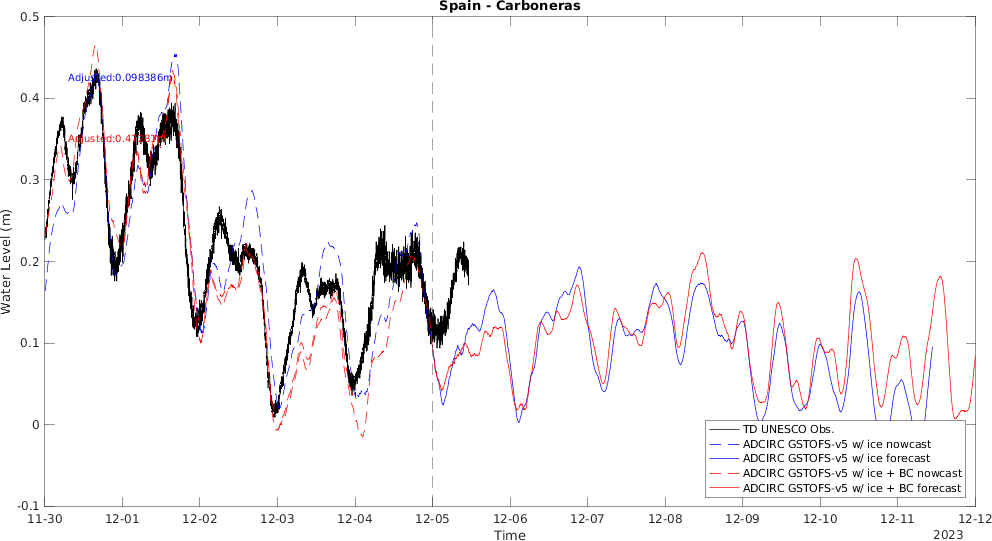 Spain - Carboneras
0.5
0.4
0.3
0.2
0.1
0
-0.1
Water Level (m)
Adjusted:0.098386m
11-30
12-01
12-02
12-03
12-04
12-05
12-06
12-07
12-08
12-09
12-10
12-11
12-12
Time
2023
TD UNESCO Obs.
ADCIRC GSTOFS-v5 w/ ice nowcast
ADCIRC GSTOFS-v5 w/ ice forecast
ADCIRC GSTOFS-v5 w/ ice + BC nowcast
ADCIRC GSTOFS-v5 w/ ice + BC forecast